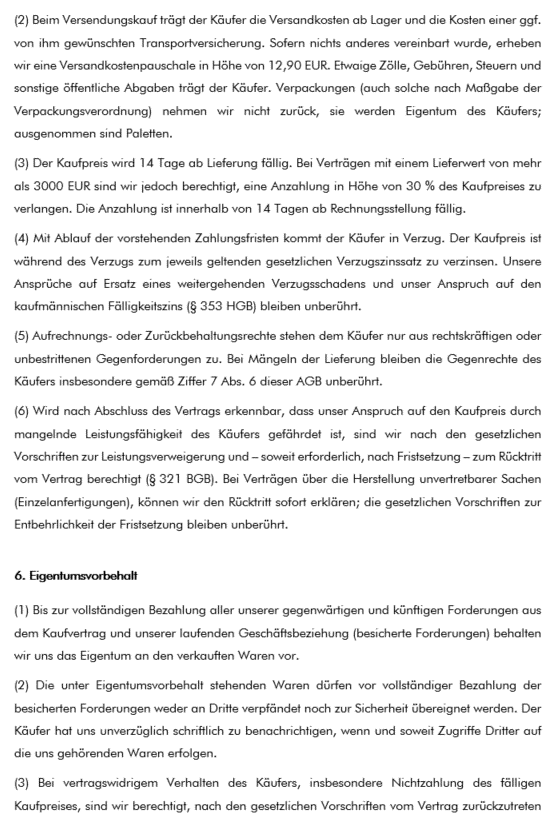 (2) Beim Versendungskauf trägt der Käufer die Versandkosten ab Lager und die Kosten einer ggf.
von ihm gewünschten Transportversicherung. Sofern nichts anderes vereinbart wurde, erheben
wir eine Versandkostenpauschale in Höhe von 12,90 EUR. Etwaige Zölle, Gebühren, Steuern und
sonstige öffentliche Abgaben trägt der Käufer. Verpackungen (auch solche nach Maßgabe der
Verpackungsverordnung) nehmen wir nicht zurück, sie werden Eigentum des Käufers;
ausgenommen sind Paletten.
(3) Der Kaufpreis wird 14 Tage ab Lieferung fällig. Bei Verträgen mit einem Lieferwert von mehr
als 3000 EUR sind wir jedoch berechtigt, eine Anzahlung in Höhe von 30 % des Kaufpreises zu
verlangen. Die Anzahlung ist innerhalb von 14 Tagen ab Rechnungsstellung fällig.
(4) Mit Ablauf der vorstehenden Zahlungsfristen kommt der Käufer in Verzug. Der Kaufpreis ist
während des Verzugs zum jeweils geltenden gesetzlichen Verzugszinssatz zu verzinsen. Unsere
Ansprüche auf Ersatz eines weitergehenden Verzugsschadens und unser Anspruch auf den
kaufmännischen Fälligkeitszins (§ 353 HGB) bleiben unberührt.
(5) Aufrechnungs- oder Zurückbehaltungsrechte stehen dem Käufer nur aus rechtskräftigen oder
unbestrittenen Gegenforderungen zu. Bei Mängeln der Lieferung bleiben die Gegenrechte des
Käufers insbesondere gemäß Ziffer 7 Abs. 6 dieser AGB unberührt.
(6) Wird nach Abschluss des Vertrags erkennbar, dass unser Anspruch auf den Kaufpreis durch
mangelnde Leistungsfähigkeit des Käufers gefährdet ist, sind wir nach den gesetzlichen
Vorschriften zur Leistungsverweigerung und – soweit erforderlich, nach Fristsetzung – zum Rücktritt
vom Vertrag berechtigt (§ 321 BGB). Bei Verträgen über die Herstellung unvertretbarer Sachen
(Einzelanfertigungen), können wir den Rücktritt sofort erklären; die gesetzlichen Vorschriften zur
Entbehrlichkeit der Fristsetzung bleiben unberührt.
6. Eigentumsvorbehalt
(1) Bis zur vollständigen Bezahlung aller unserer gegenwärtigen und künftigen Forderungen aus
dem Kaufvertrag und unserer laufenden Geschäftsbeziehung (besicherte Forderungen) behalten
wir uns das Eigentum an den verkauften Waren vor.
(2) Die unter Eigentumsvorbehalt stehenden Waren dürfen vor vollständiger Bezahlung der
besicherten Forderungen weder an Dritte verpfändet noch zur Sicherheit übereignet werden. Der
Käufer hat uns unverzüglich schriftlich zu benachrichtigen, wenn und soweit Zugriffe Dritter auf
die uns gehörenden Waren erfolgen.
(3) Bei vertragswidrigem Verhalten des Käufers, insbesondere Nichtzahlung des fälligen
Kaufpreises, sind wir berechtigt, nach den gesetzlichen Vorschriften vom Vertrag zurückzutreten